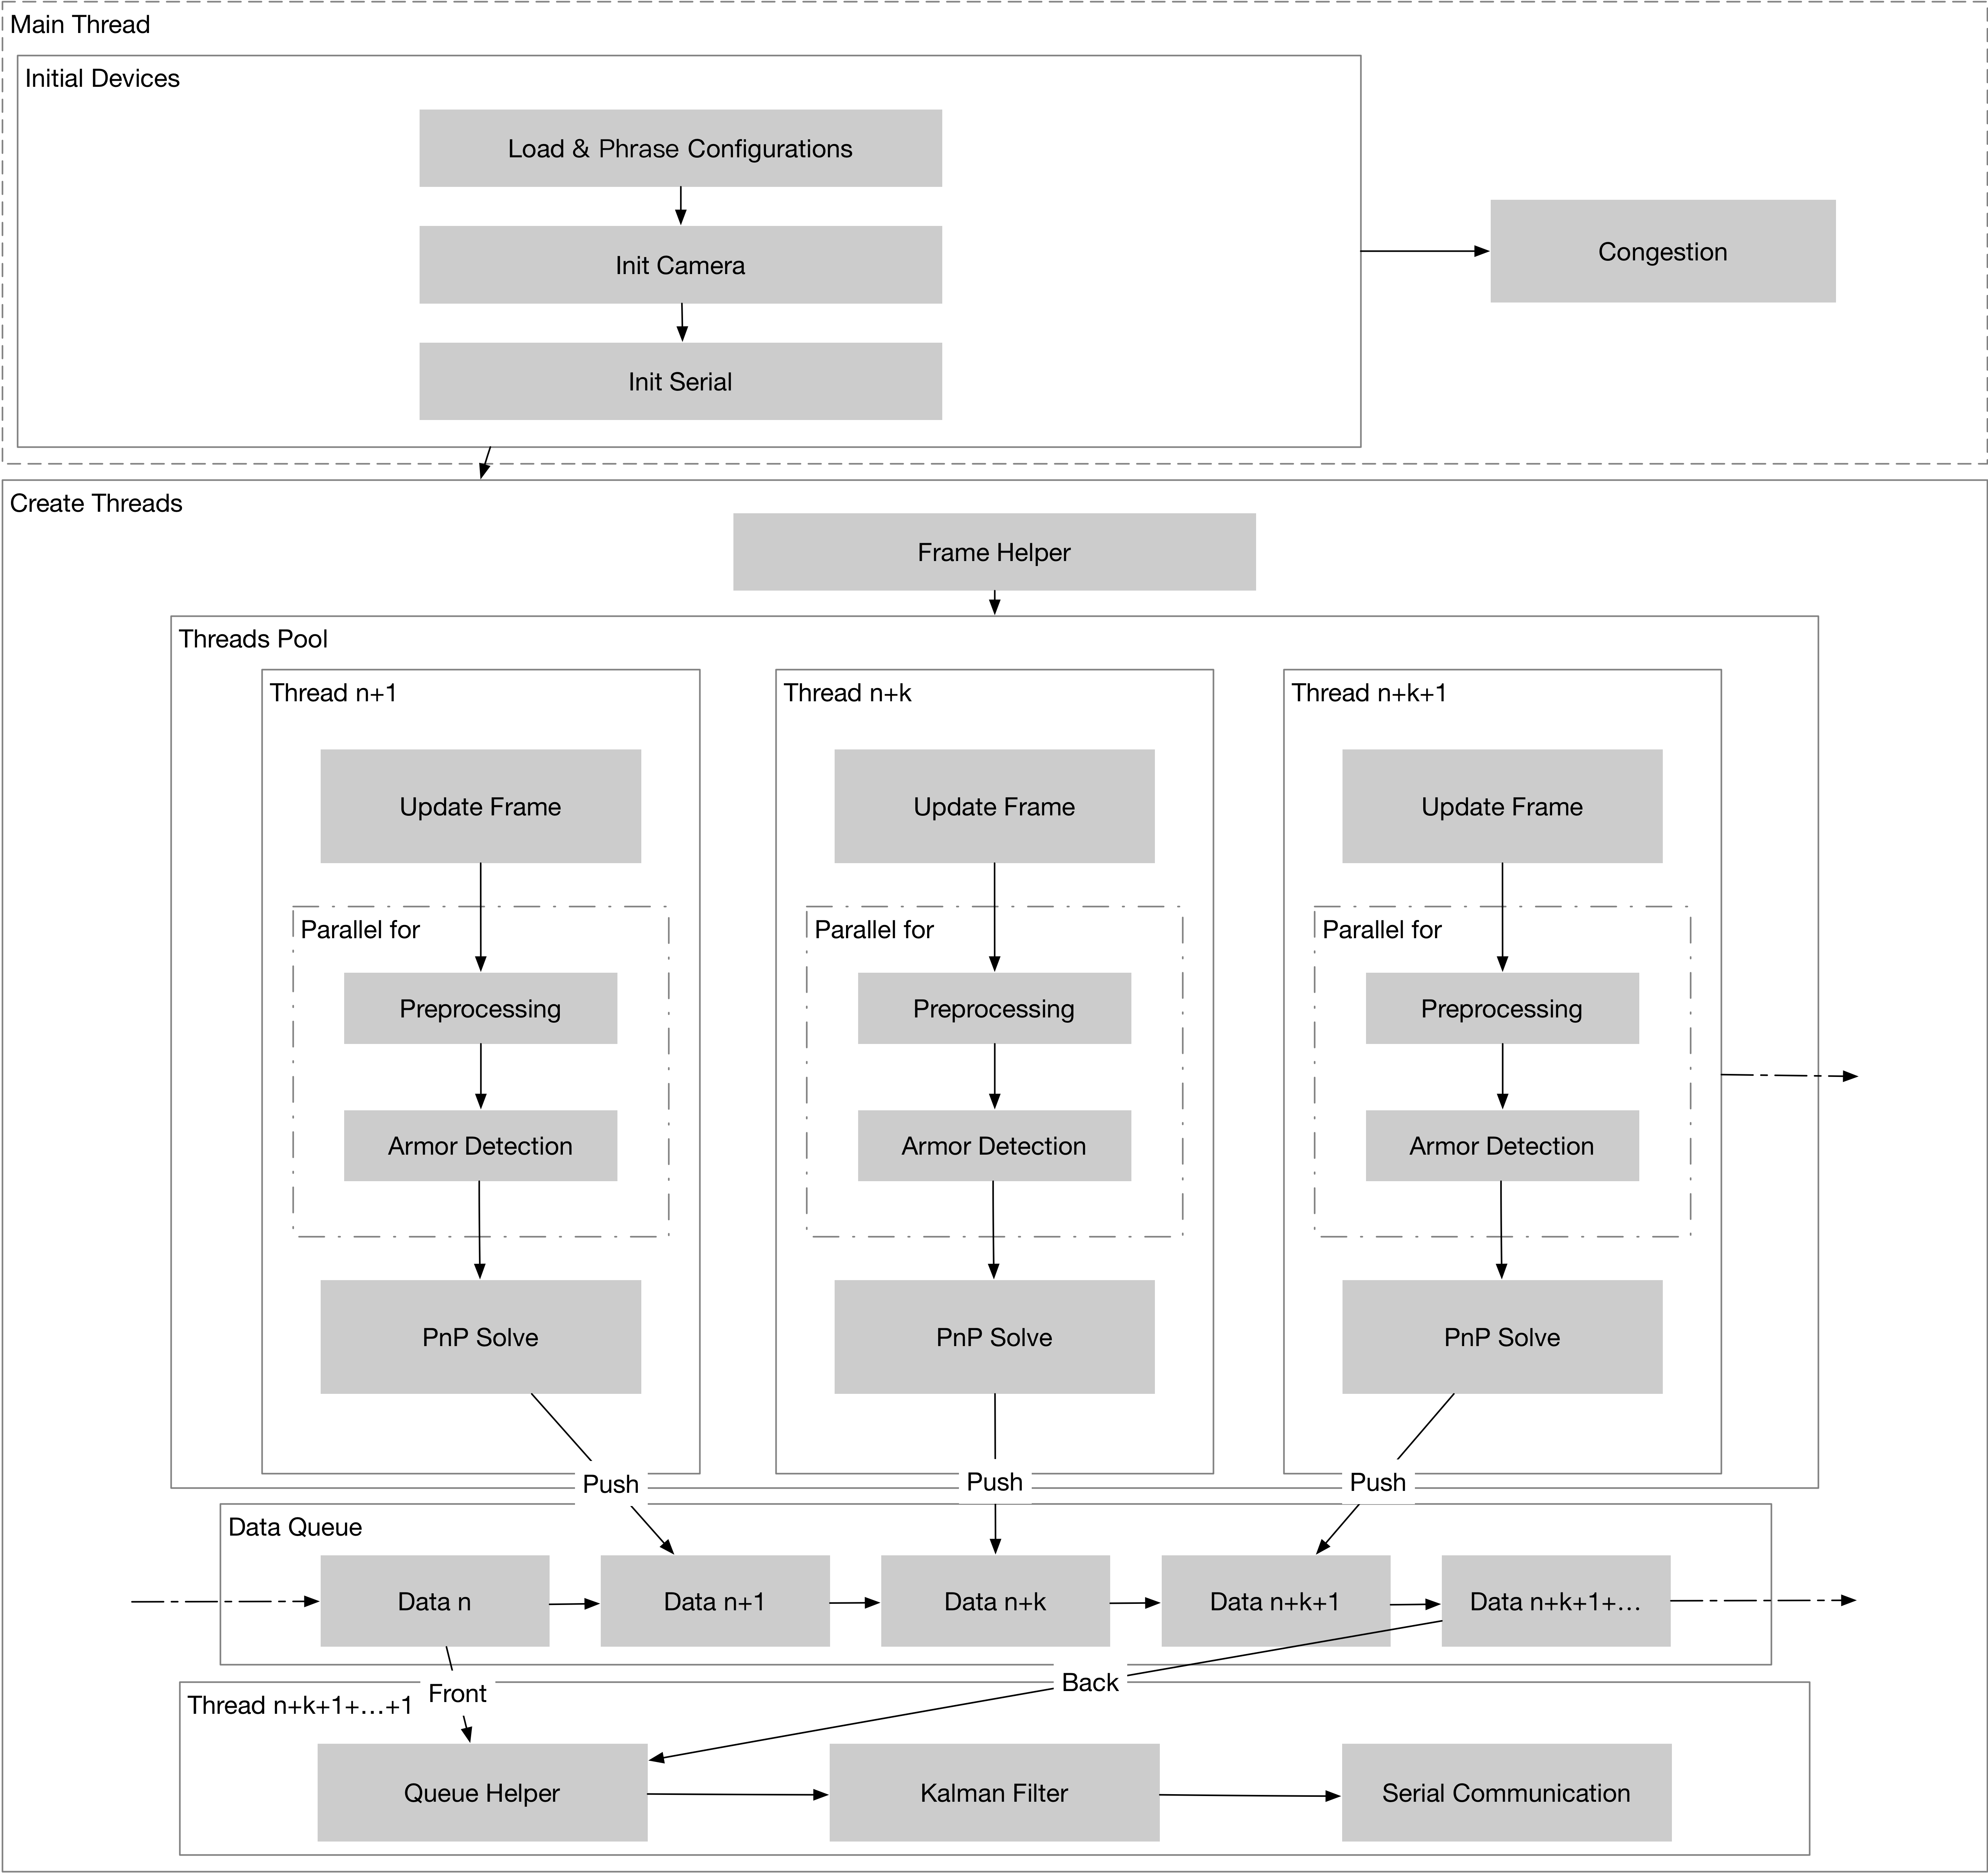 Main Thread
Initial Devices
Load & Phrase Configurations
Init Camera
Congestion
Init Serial
Create Threads
Frame Helper
Threads Pool
Thread n+1
Thread n+k
Thread n+k+1
Update Frame
Update Frame
Update Frame
Parallel for
Parallel for
Parallel for
Preprocessing
Preprocessing
Preprocessing
Armor Detection
Armor Detection
Armor Detection
PnP Solve
PnP Solve
PnP Solve
Push
Push
Push
Data Queue
Data n
Data n+1
Data n+k
Data n+k+1
Data n+k+1+…
Back
Front
Thread n+k+1+…+1
Queue Helper
Kalman Filter
Serial Communication